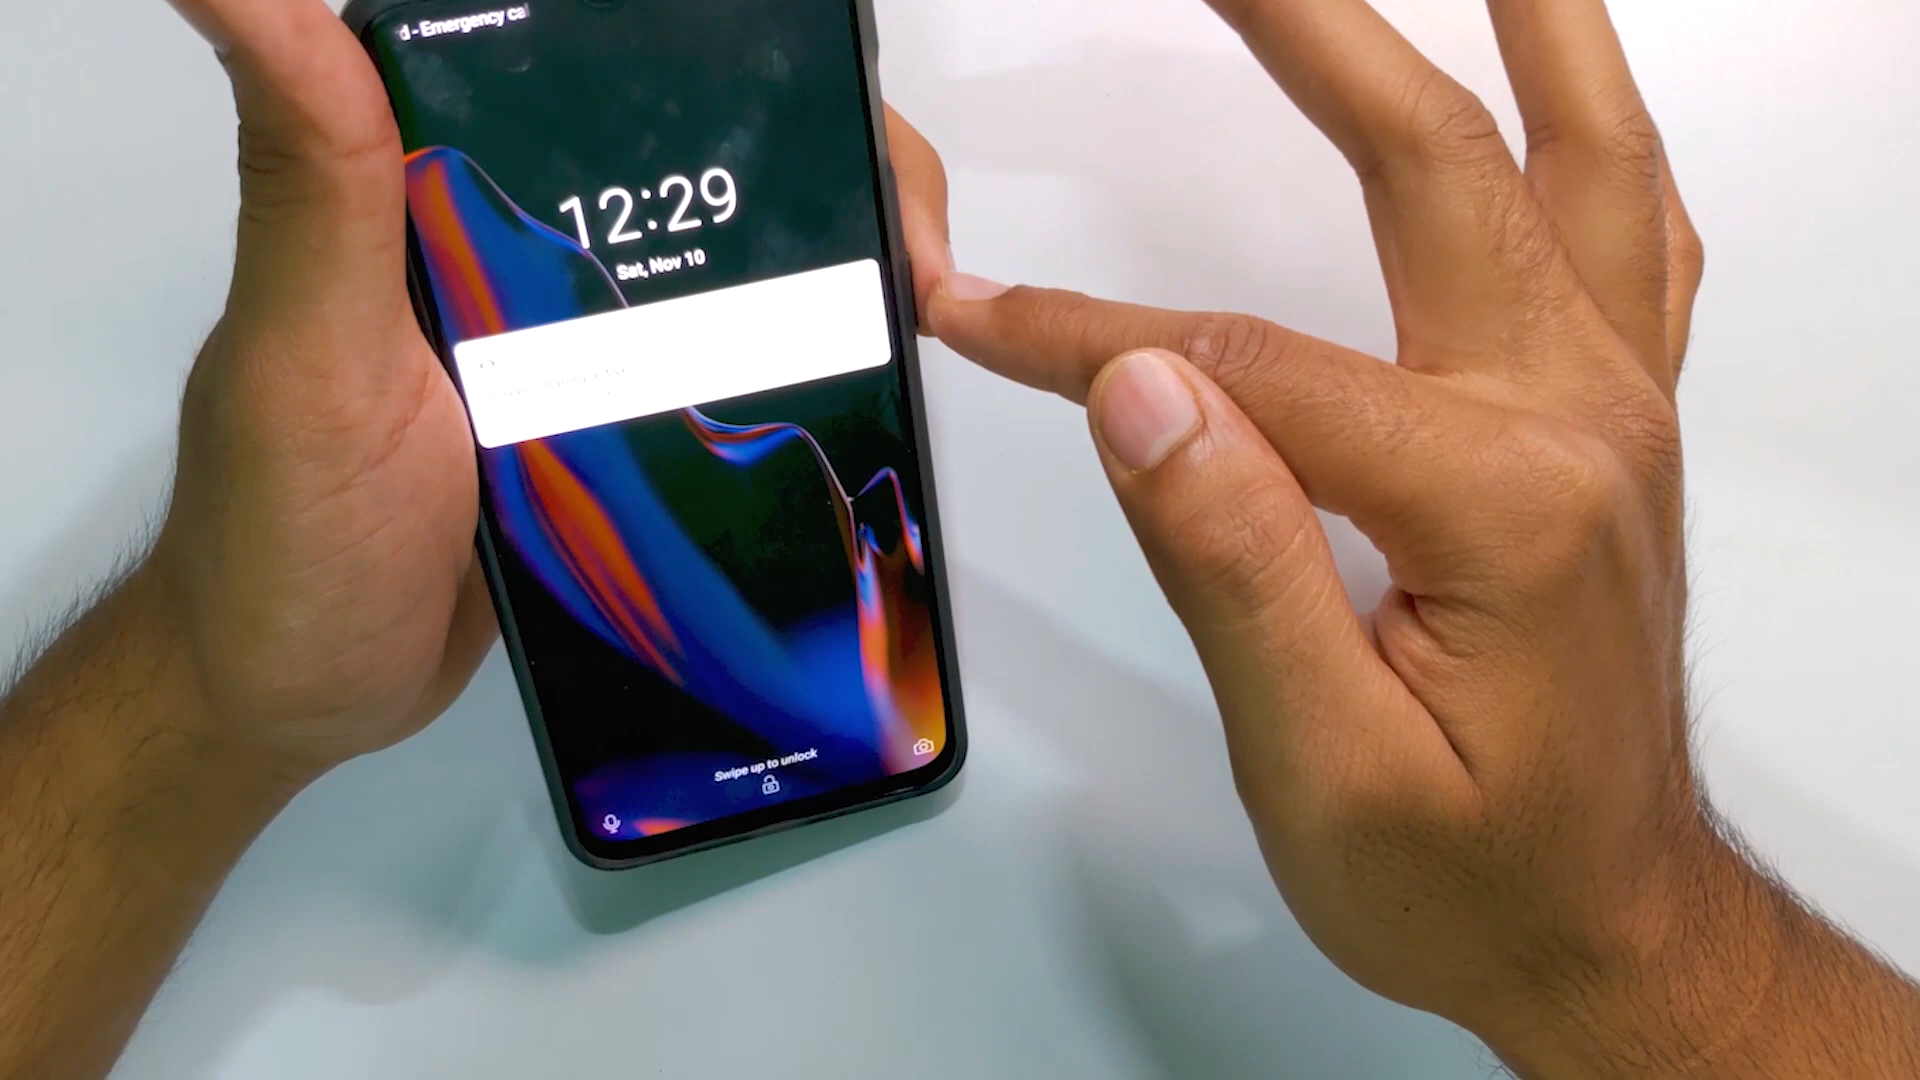 d - Emergency ca
12:29
Sat, Nov 10
Swipe up to unlock